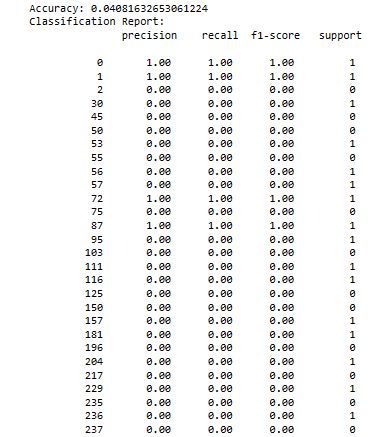 Accuracy: 0.04081632653061224
Classification Report:
precision recall f1-score support
0 1.00 1.00 1.00 1
1 1.00 1.00 1.00 1
2 0.00 0.00 0.00 0
30 0.00 0.00 0.00 1
45 0.00 0.00 0.00 0
50 0.00 0.00 0.00 0
53 0.00 0.00 0.00 1
55 0.00 0.00 0.00 0
56 0.00 0.00 0.00 1
57 0.00 0.00 0.00 1
72 1.00 1.00 1.00 1
75 0.00 0.00 0.00 0
87 1.00 1.00 1.00 1
95 0.00 0.00 0.00 1
103 0.00 0.00 0.00 0
111 0.00 0.00 0.00 1
116 0.00 0.00 0.00 1
125 0.00 0.00 0.00 0
150 0.00 0.00 0.00 0
157 0.00 0.00 0.00 1
181 0.00 0.00 0.00 1
196 0.00 0.00 0.00 0
204 0.00 0.00 0.00 1
217 0.00 0.00 0.00 0
229 0.00 0.00 0.00 1
235 0.00 0.00 0.00 0
236 0.00 0.00 0.00 1
237 0.00 0.00 0.00 0